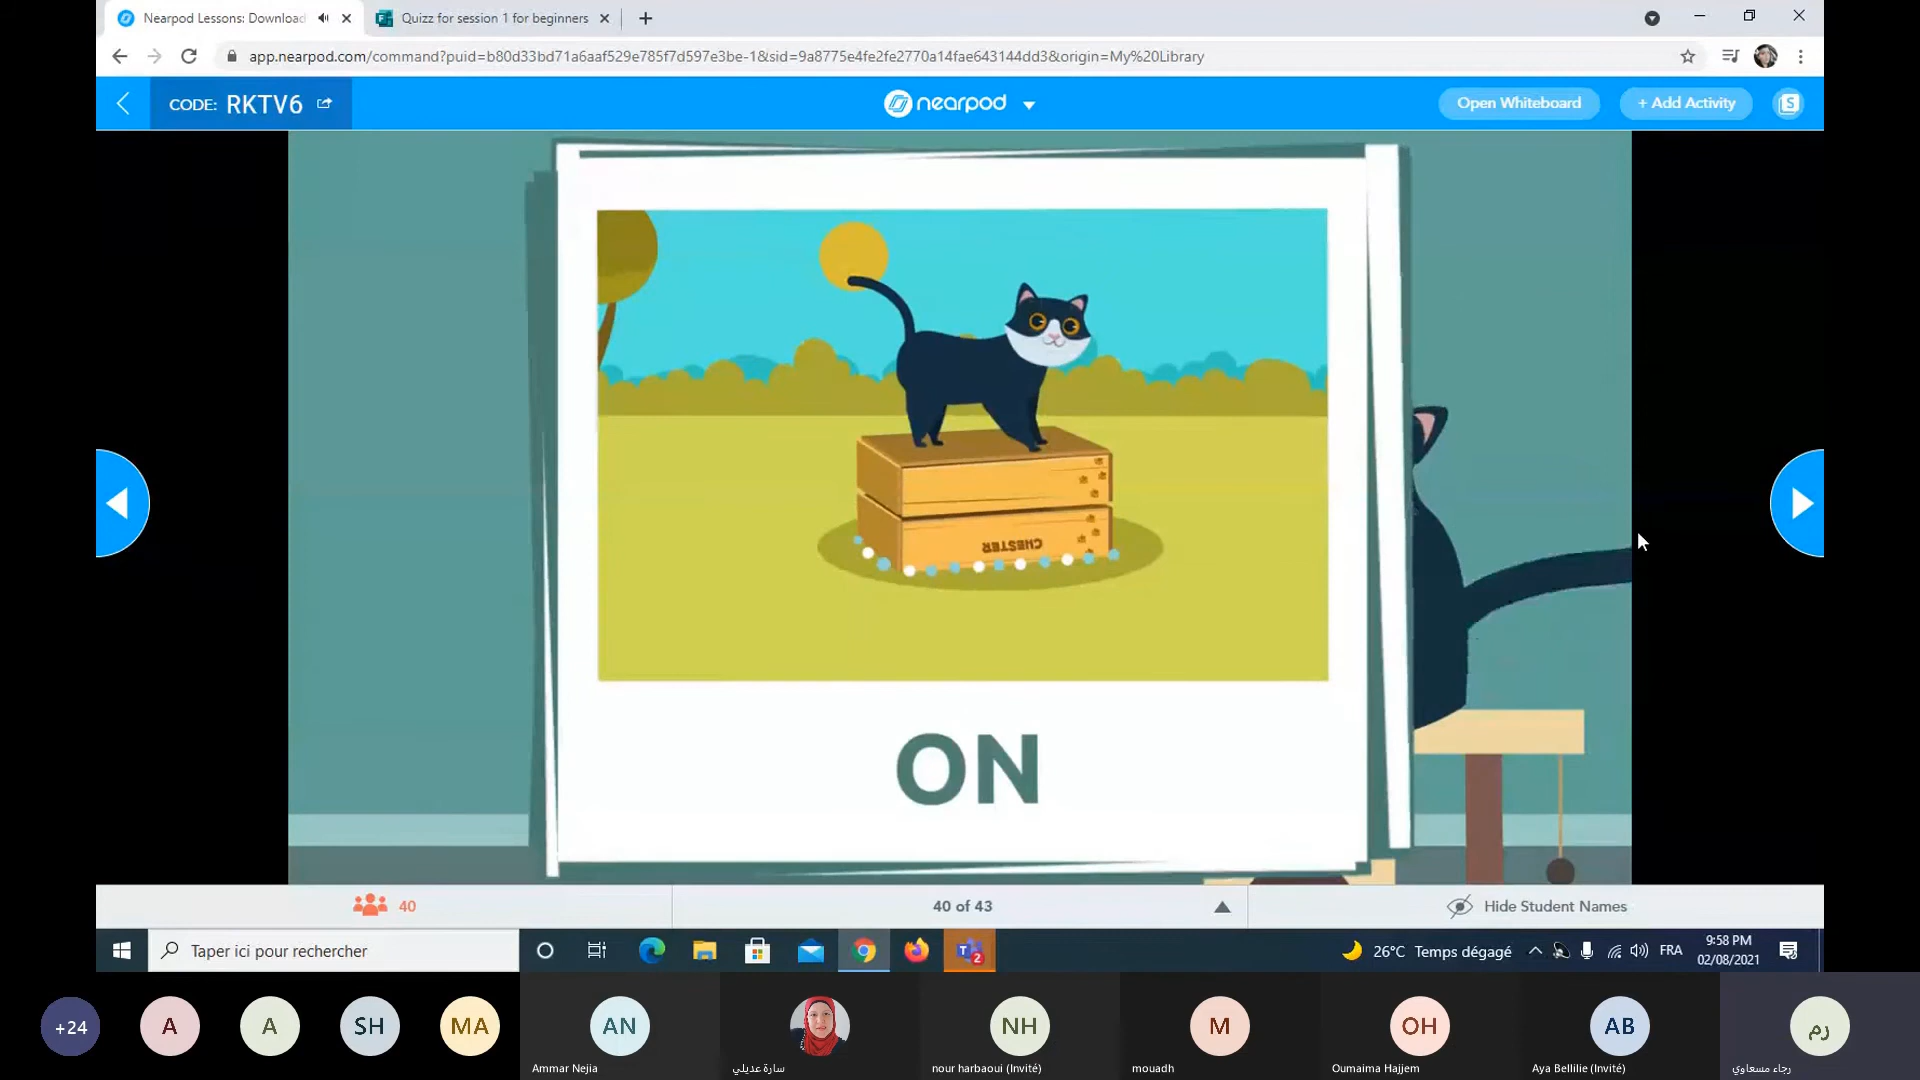 Nearpod Lessons: Download
Quizz for session 1 for beginners
app.nearpod.com/command?puid=b80d33bd71a6aaf529e785f7d597e3be-1&sid=9a8775e4fe2fe2770a14fae643144dd3&origin=My%20Library
CODE: RKTV6
nearpod
Open Whiteboard
+ Add Activity
S
CHESTER
ON
40
40 of 43
Hide Student Names
Taper ici pour rechercher
2
26°C Temps dégagé
FRA
9:58 PM
02/08/2021
+24
A
A
SH
MA
AN
NH
M
OH
AB
رم
Ammar Nejia
سارة عديلي
nour harbaoui (Invité)
mouadh
Oumaima Hajjem
Aya Bellilie (Invité)
رجاء مسعاوي